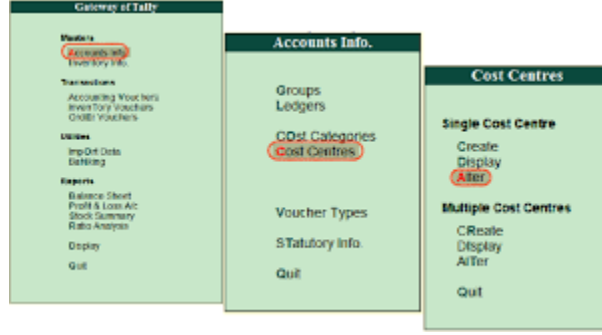 Gateway of Tally
Masters
Accounts Info.
Inventory Info.
Transactions
Accounting Vouchers
InvenTory Vouchers
OrdEr Vouchers
Utilities
ImpOrt Data
BaNking
Reports
Balance Sheet
Profit & Loss A/c
Stock Summary
Ratio Analysis
Display
Quit
Accounts Info.
Groups
Ledgers
COst Categories
Cost Centres
Voucher Types
STatutory Info.
Quit
Cost Centres
Single Cost Centre
Create
Display
Alter
Multiple Cost Centres
CReate
DIsplay
AlTer
Quit